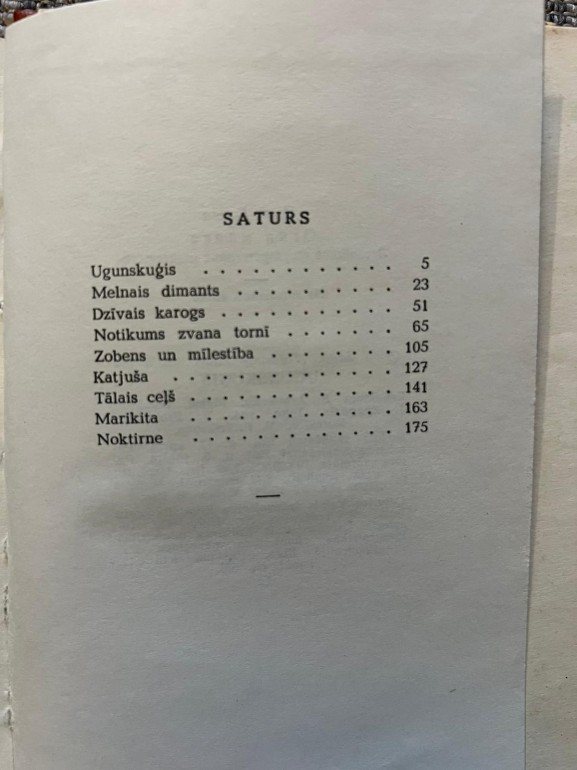 SATURS
Ugunskuģis . . . . . . . . . . . . 5
Melnais dimants . . . . . . . . . . 23
Dzīvais karogs . . . . . . . . . . . 51
Notikums zvana tornī . . . . . . . 65
Zobens un mīlestība . . . . . . . . 105
Katjuša . . . . . . . . . . . . . . 127
Tālais ceļš . . . . . . . . . . . . . 141
Marikita . . . . . . . . . . . . . 163
Noktirne . . . . . . . . . . . . . 175